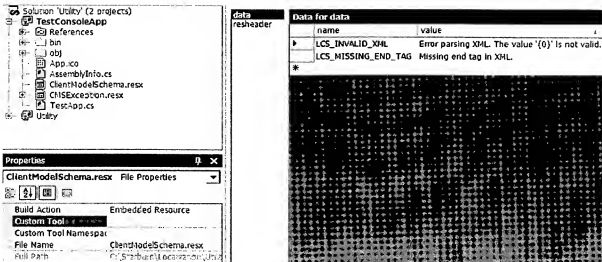 Solution 'Utility' (2 projects)
TestConsoleApp
References
bin
obj
App.ico
AssemblyInfo.cs
ClientModelSchema.resx
CMSException.resx
TestApp.cs
Utility
Properties
ClientModelSchema.resx File Properties
Build Action Embedded Resource
Custom Tool
Custom Tool Namespac
File Name ClientModelSchema.resx
Full Path
data
resheader
Data for data
name value
LCS_INVALID_XML Error parsing XML. The value '{0}' is not valid.
LCS_MISSING_END_TAG Missing end tag in XML.